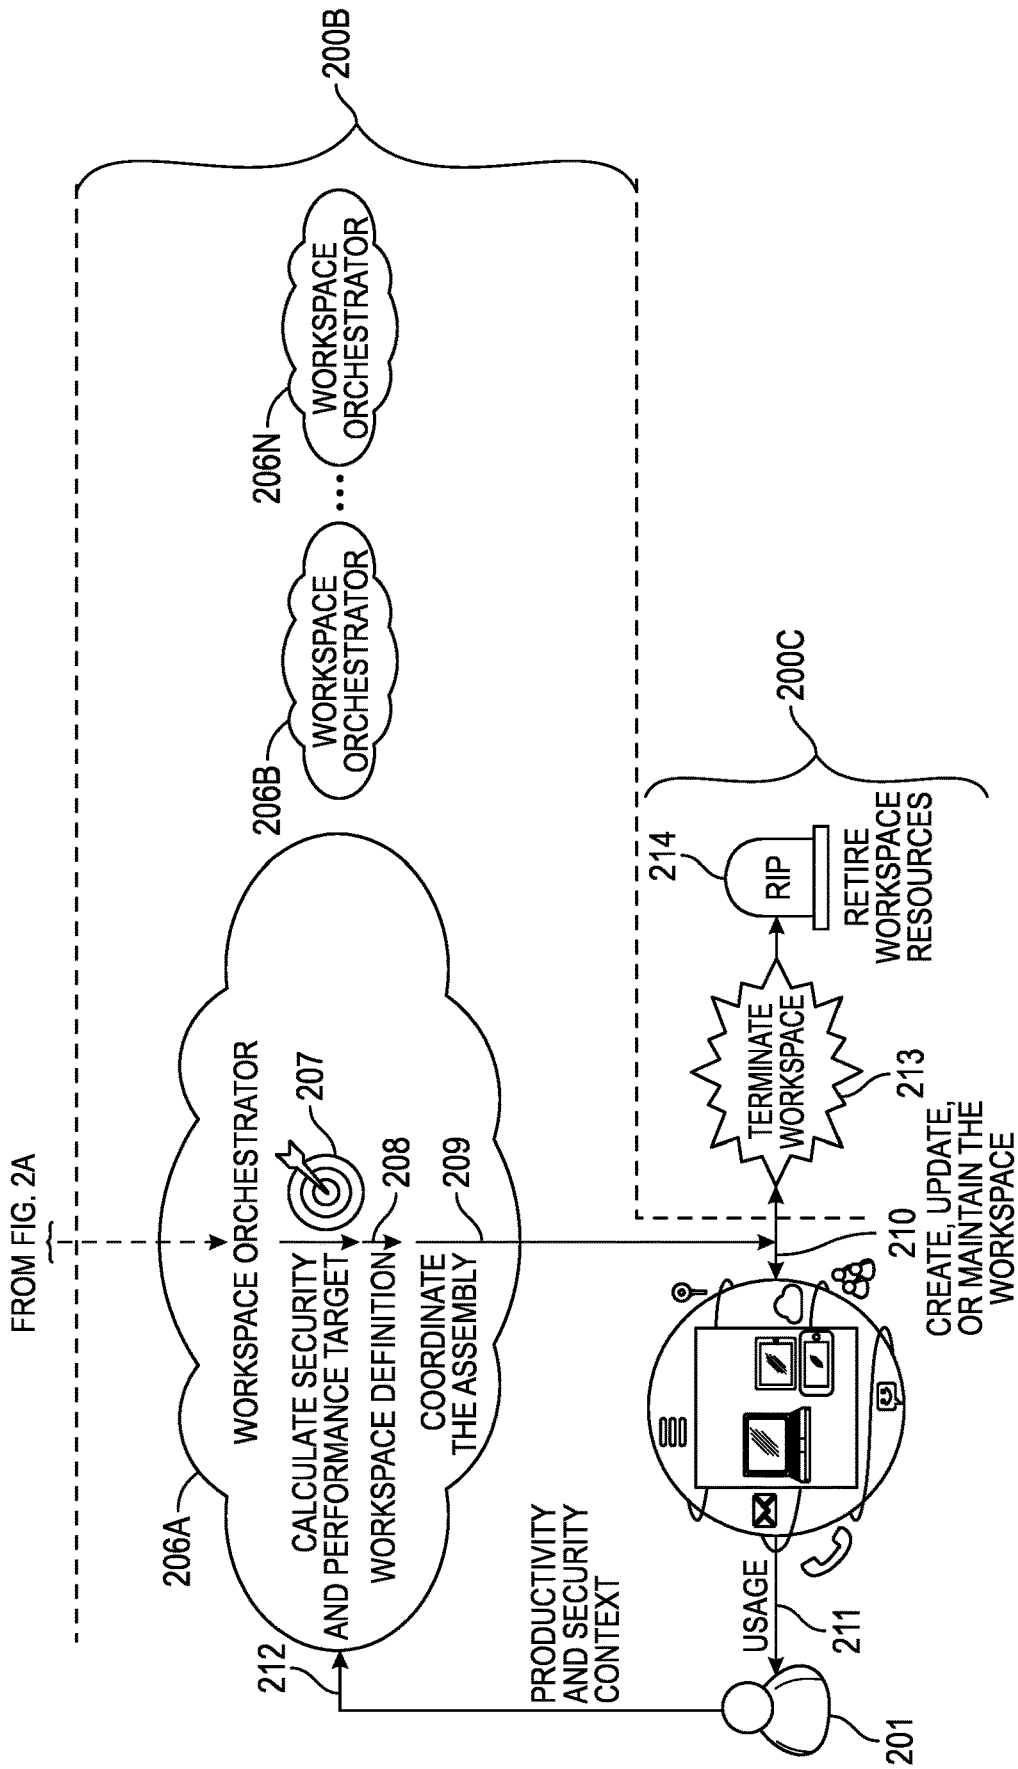 FROM FIG. 2A
200B
206A
WORKSPACE ORCHESTRATOR
CALCULATE SECURITY
AND PERFORMANCE TARGET
207
WORKSPACE DEFINITION
208
COORDINATE
THE ASSEMBLY
209
206B
WORKSPACE
ORCHESTRATOR
...
206N
WORKSPACE
ORCHESTRATOR
212
PRODUCTIVITY
AND SECURITY
CONTEXT
201
USAGE
211
210
CREATE, UPDATE,
OR MAINTAIN THE
WORKSPACE
TERMINATE
WORKSPACE
213
214
RIP
RETIRE
WORKSPACE
RESOURCES
200C